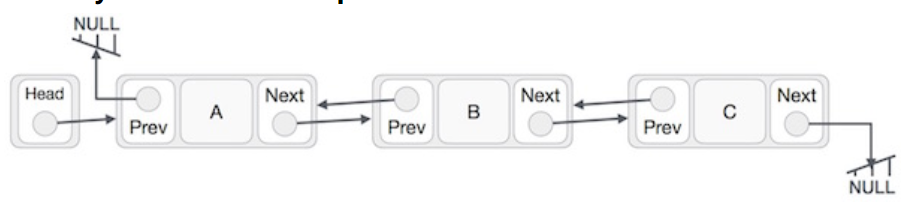 NULL
Head
Prev
A
Next
Prev
B
Next
Prev
C
Next
NULL